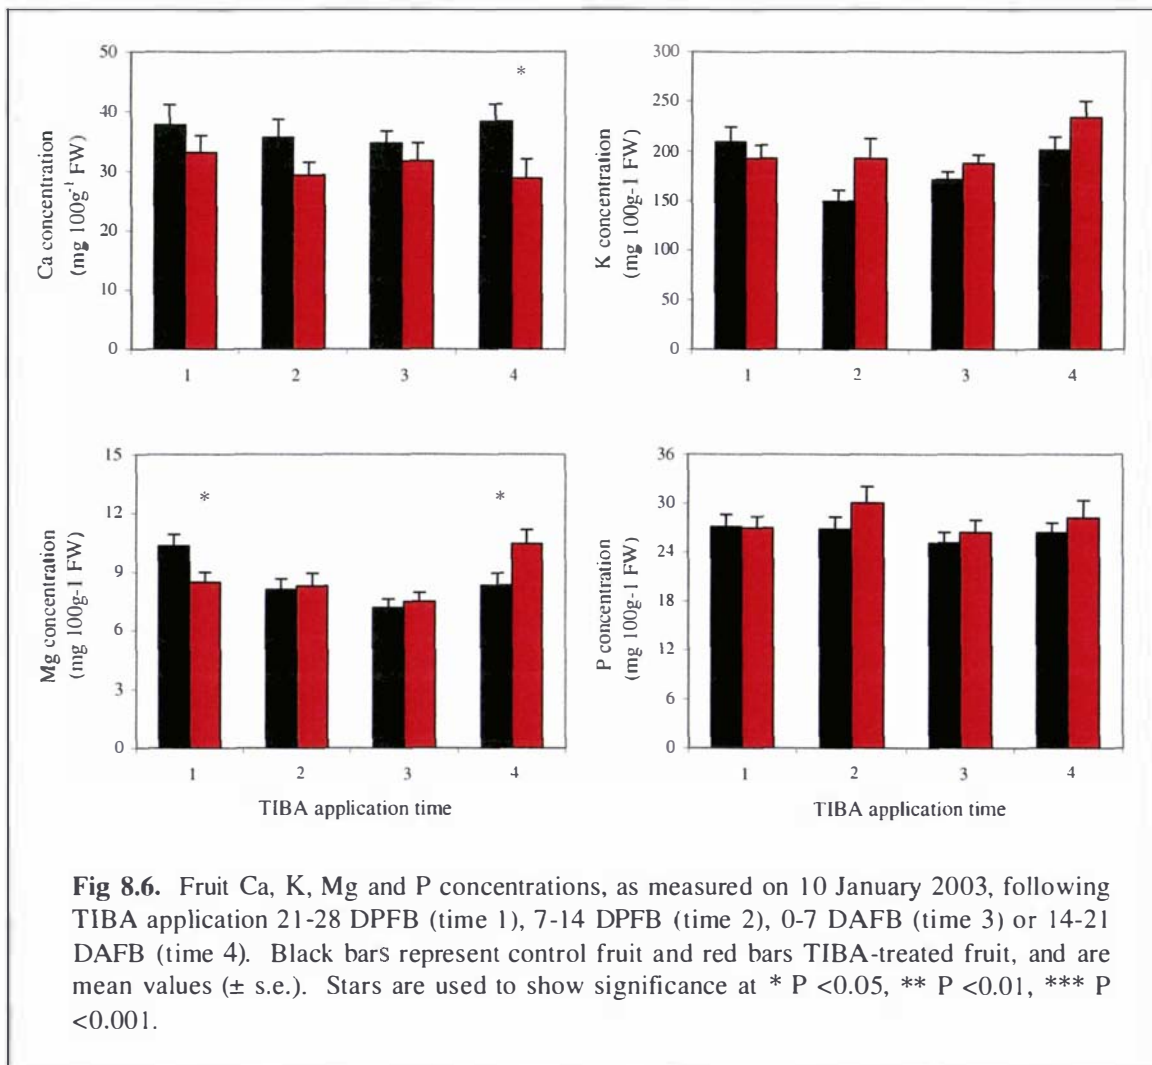 50
40
30
20
10
0
Ca concentration
(mg 100g⁻¹ FW)
*
1 2 3 4
300
250
200
150
100
50
0
K concentration
(mg 100g-1 FW)
1 2 3 4
15
12
9
6
3
0
Mg concentration
(mg 100g-1 FW)
* *
1 2 3 4
TIBA application time
36
30
24
18
12
6
0
P concentration
(mg 100g-1 FW)
1 2 3 4
TIBA application time
Fig 8.6. Fruit Ca, K, Mg and P concentrations, as measured on 10 January 2003, following
TIBA application 21-28 DPFB (time 1), 7-14 DPFB (time 2), 0-7 DAFB (time 3) or 14-21
DAFB (time 4). Black bars represent control fruit and red bars TIBA-treated fruit, and are
mean values (± s.e.). Stars are used to show significance at * P <0.05, ** P <0.01, *** P
<0.001.